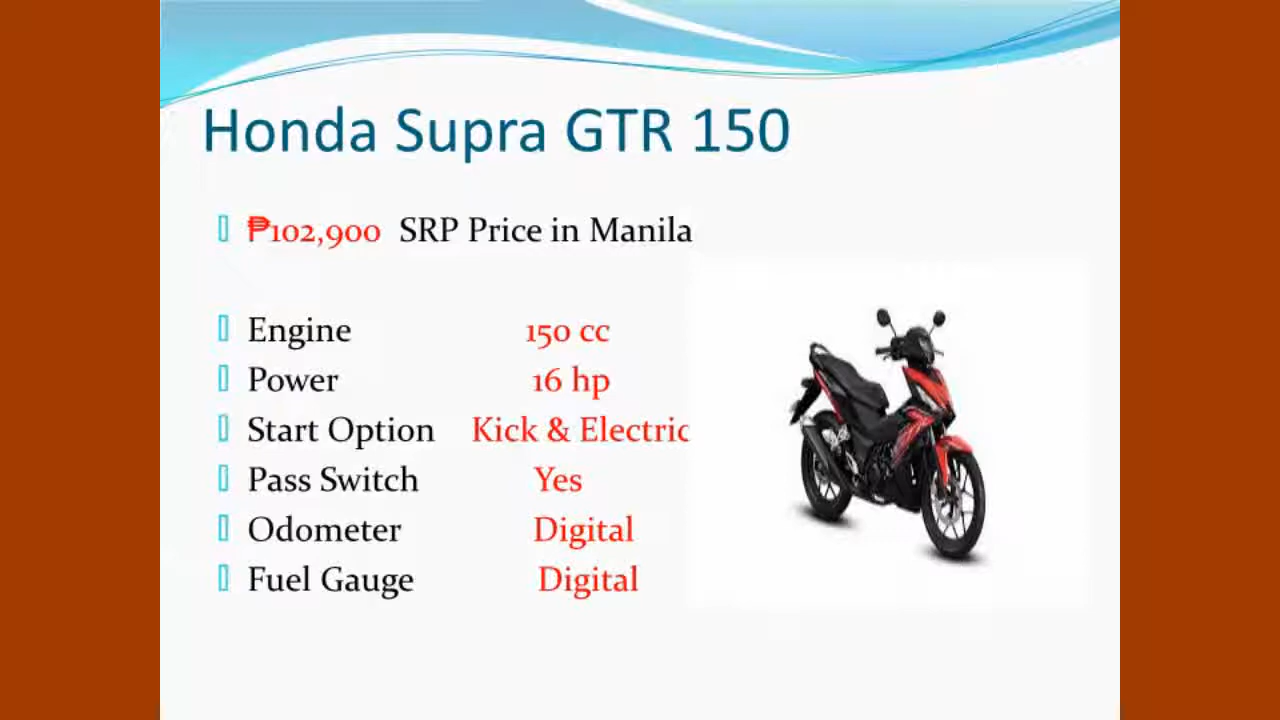 Honda Supra GTR 150
₱102,900 SRP Price in Manila
Engine 150 cc
Power 16 hp
Start Option Kick & Electric
Pass Switch Yes
Odometer Digital
Fuel Gauge Digital